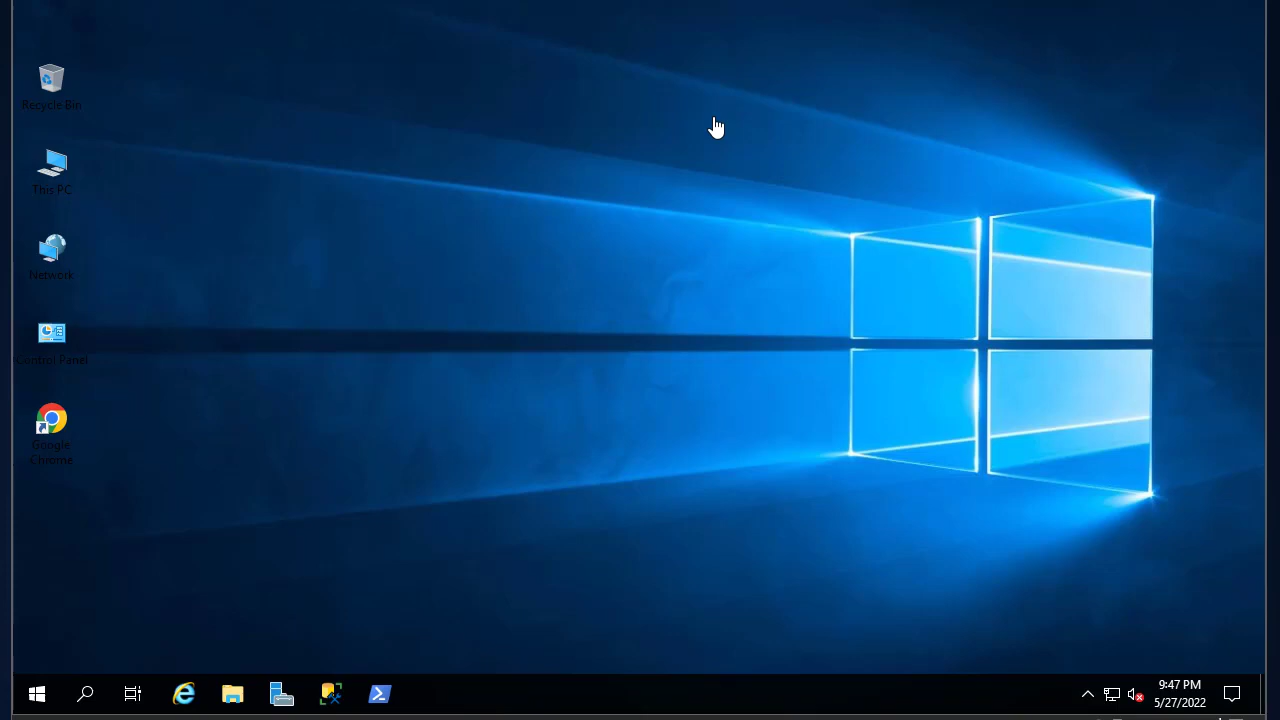 Recycle Bin
This PC
Network
Control Panel
Google
Chrome
9:47 PM
5/27/2022